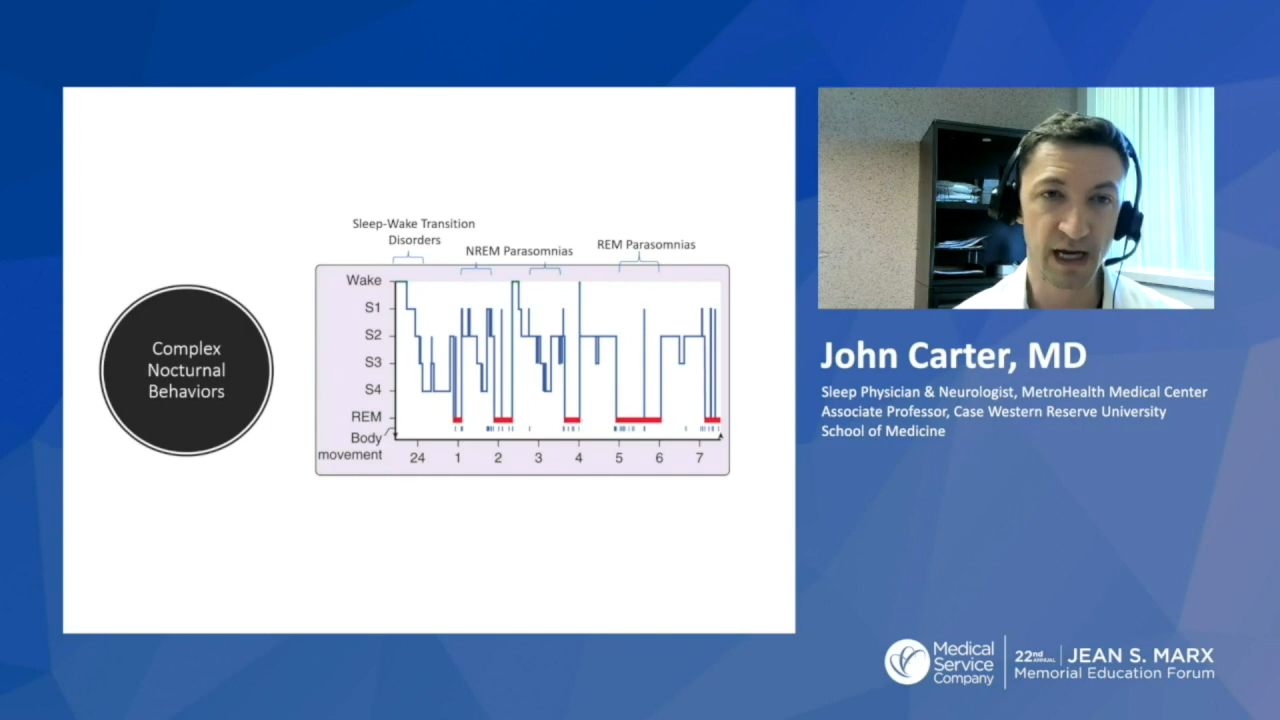 Complex
Nocturnal
Behaviors
Sleep-Wake Transition
Disorders
NREM Parasomnias
REM Parasomnias
Wake
S1
S2
S3
S4
REM
Body
movement
24 1 2 3 4 5 6 7
John Carter, MD
Sleep Physician & Neurologist, MetroHealth Medical Center
Associate Professor, Case Western Reserve University
School of Medicine
Medical
Service
Company
22nd ANNUAL JEAN S. MARX
Memorial Education Forum